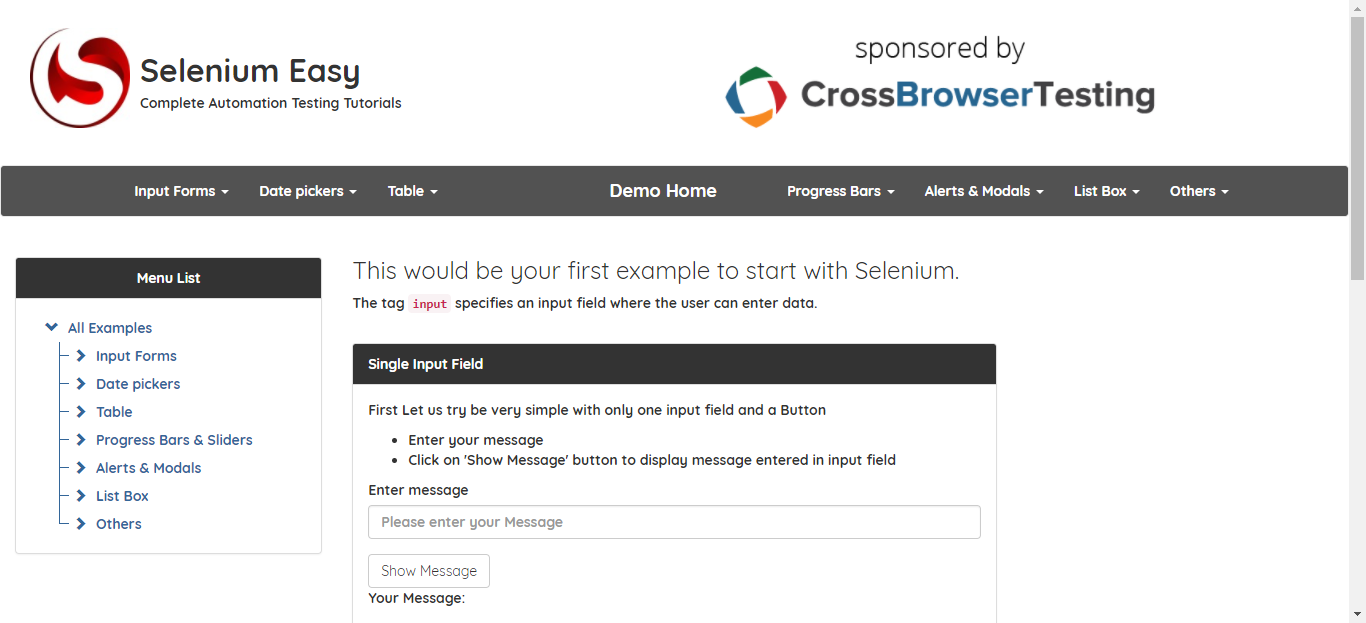 Selenium Easy
Complete Automation Testing Tutorials
sponsored by
CrossBrowserTesting
Input Forms Date pickers Table Demo Home Progress Bars Alerts & Modals List Box Others
Menu List
All Examples
Input Forms
Date pickers
Table
Progress Bars & Sliders
Alerts & Modals
List Box
Others
This would be your first example to start with Selenium.
The tag input specifies an input field where the user can enter data.
Single Input Field
First Let us try be very simple with only one input field and a Button
Enter your message
Click on 'Show Message' button to display message entered in input field
Enter message
Please enter your Message
Show Message
Your Message: